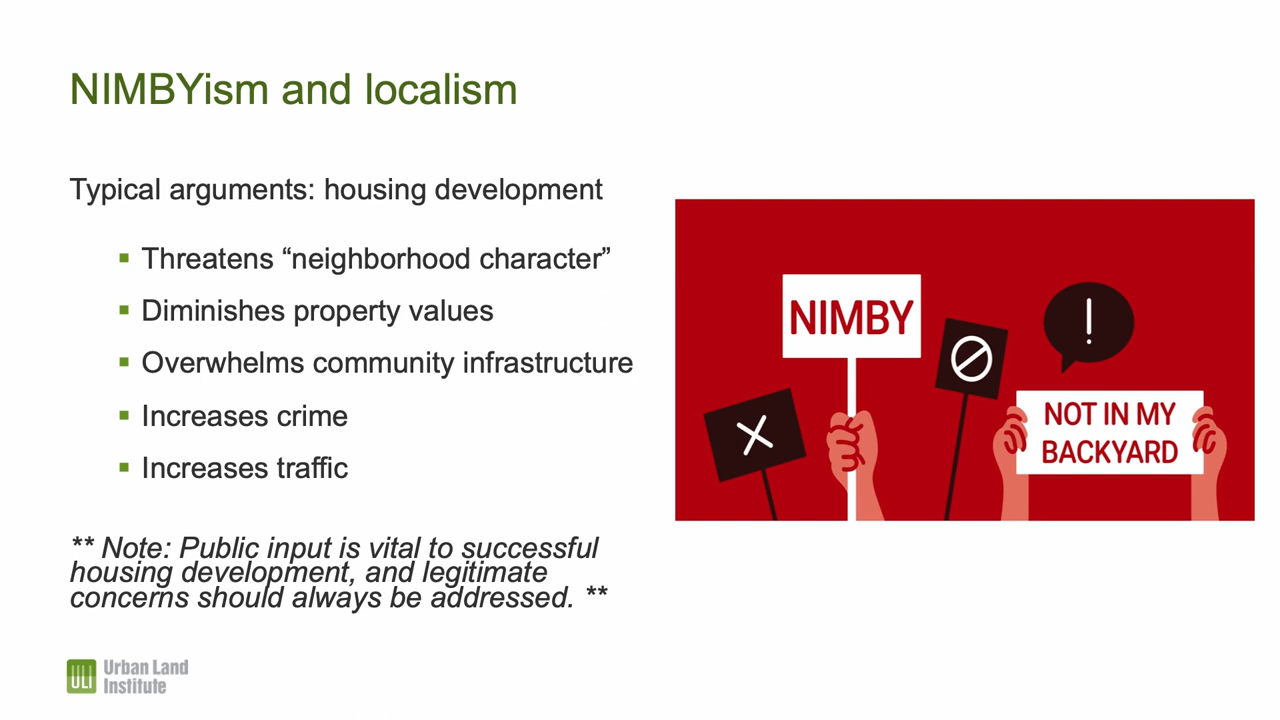 NIMBYism and localism
Typical arguments: housing development
▪ Threatens “neighborhood character”
▪ Diminishes property values
▪ Overwhelms community infrastructure
▪ Increases crime
▪ Increases traffic
** Note: Public input is vital to successful
housing development, and legitimate
concerns should always be addressed. **
NIMBY
!
NOT IN MY
BACKYARD
ULI
Urban Land
Institute